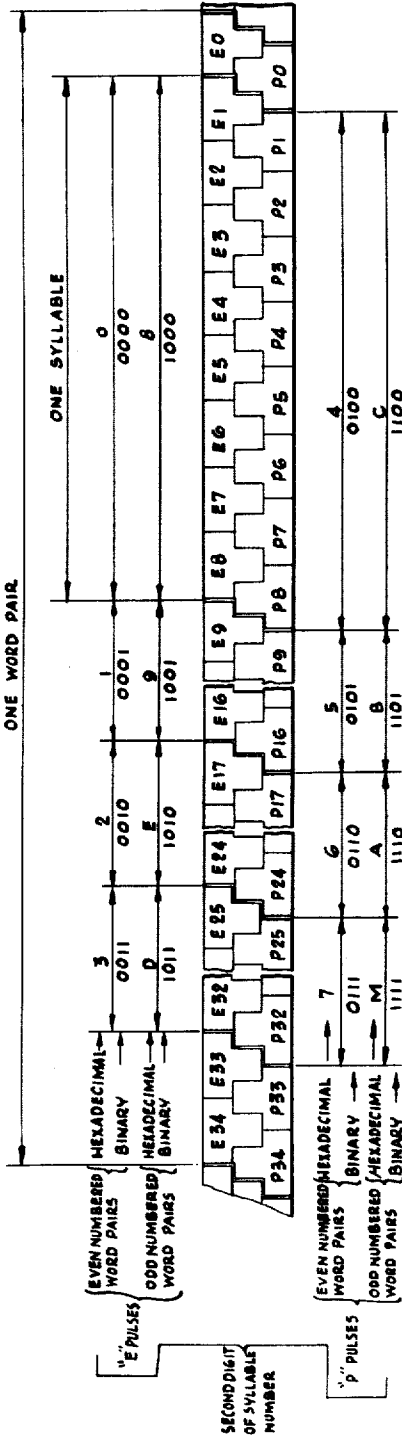 ONE WORD PAIR
ONE SYLLABLE
EVEN NUMBERED HEXADECIMAL 3 2 1 0
WORD PAIRS BINARY 0011 0010 0001 0000
"E" PULSES
ODD NUMBERED HEXADECIMAL D E 9 8
WORD PAIRS BINARY 1011 1010 1001 1000
E34 E33 E32 E25 E24 E17 E16 E9 E8 E7 E6 E5 E4 E3 E2 E1 E0
SECOND DIGIT
OF SYLLABLE
NUMBER
P34 P33 P32 P25 P24 P17 P16 P9 P8 P7 P6 P5 P4 P3 P2 P1 P0
EVEN NUMBERED HEXADECIMAL 7 6 5 4
WORD PAIRS BINARY 0111 0110 0101 0100
"P" PULSES
ODD NUMBERED HEXADECIMAL M A B C
WORD PAIRS BINARY 1111 1110 1101 1100